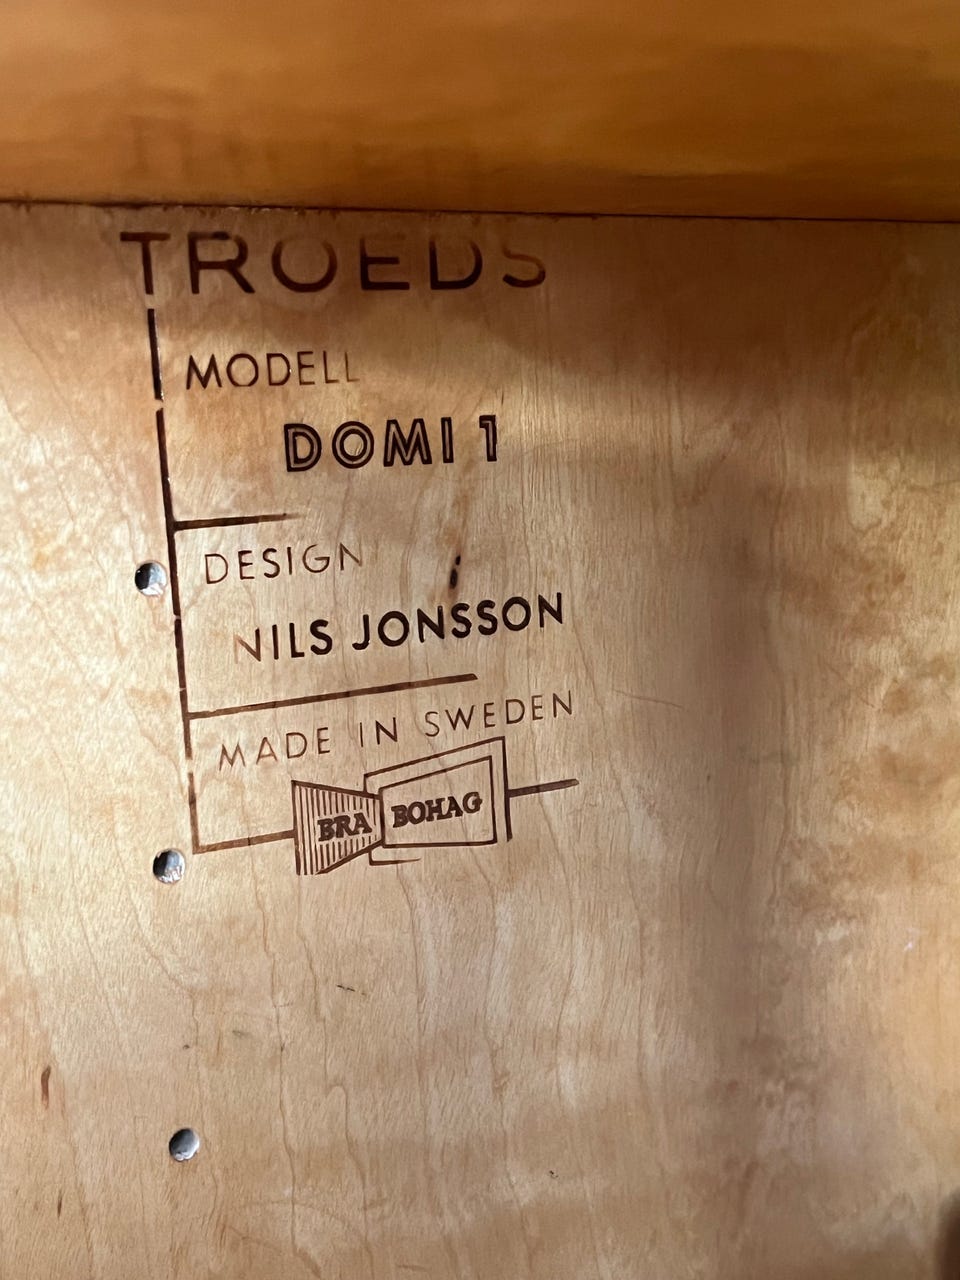 TROEDS
MODELL
DOMI 1
DESIGN
NILS JONSSON
MADE IN SWEDEN
BRA BOHAG